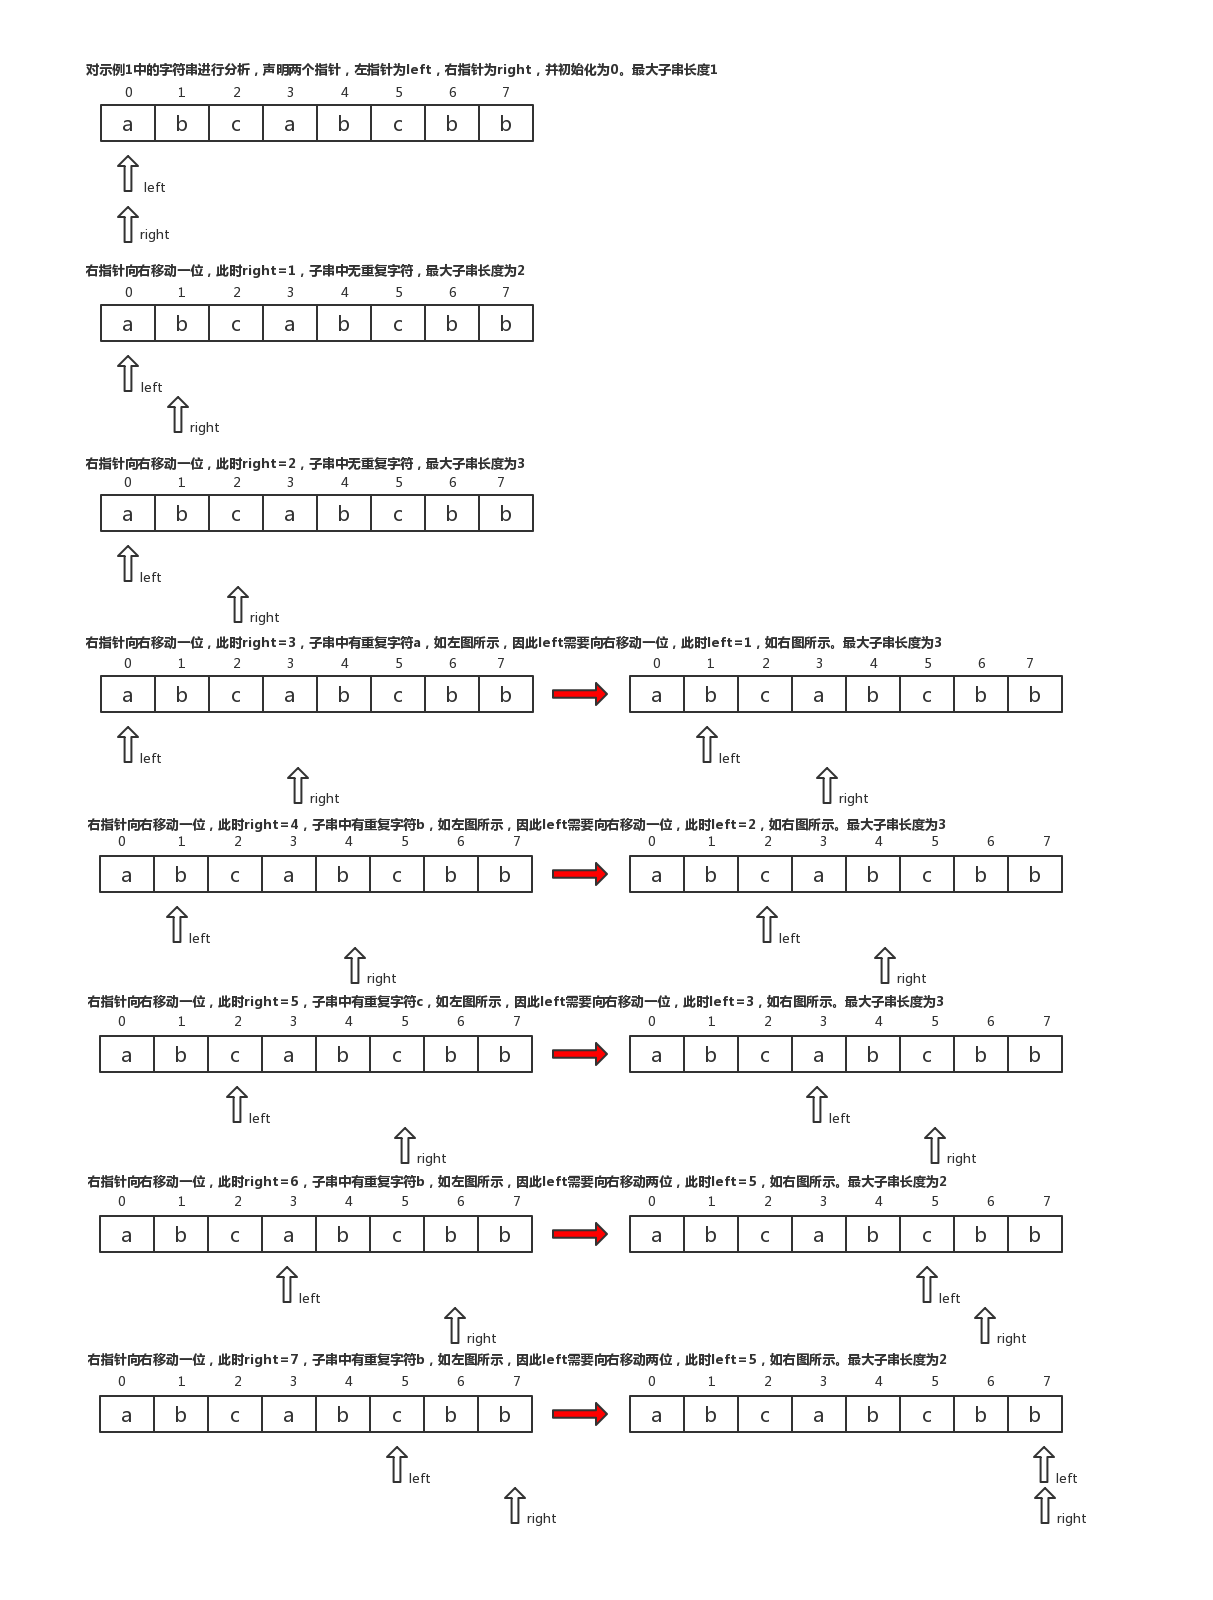 对示例1中的字符串进行分析，声明两个指针，左指针为left，右指针为right，并初始化为0。最大子串长度1
0 1 2 3 4 5 6 7
a b c a b c b b
left
right
右指针向右移动一位，此时right=1，子串中无重复字符，最大子串长度为2
0 1 2 3 4 5 6 7
a b c a b c b b
left
right
右指针向右移动一位，此时right=2，子串中无重复字符，最大子串长度为3
0 1 2 3 4 5 6 7
a b c a b c b b
left
right
右指针向右移动一位，此时right=3，子串中有重复字符a，如左图所示，因此left需要向右移动一位，此时left=1，如右图所示。最大子串长度为3
0 1 2 3 4 5 6 7 0 1 2 3 4 5 6 7
a b c a b c b b a b c a b c b b
left left
right right
右指针向右移动一位，此时right=4，子串中有重复字符b，如左图所示，因此left需要向右移动一位，此时left=2，如右图所示。最大子串长度为3
0 1 2 3 4 5 6 7 0 1 2 3 4 5 6 7
a b c a b c b b a b c a b c b b
left left
right right
右指针向右移动一位，此时right=5，子串中有重复字符c，如左图所示，因此left需要向右移动一位，此时left=3，如右图所示。最大子串长度为3
0 1 2 3 4 5 6 7 0 1 2 3 4 5 6 7
a b c a b c b b a b c a b c b b
left left
right right
右指针向右移动一位，此时right=6，子串中有重复字符b，如左图所示，因此left需要向右移动两位，此时left=5，如右图所示。最大子串长度为2
0 1 2 3 4 5 6 7 0 1 2 3 4 5 6 7
a b c a b c b b a b c a b c b b
left left
right right
右指针向右移动一位，此时right=7，子串中有重复字符b，如左图所示，因此left需要向右移动两位，此时left=5，如右图所示。最大子串长度为2
0 1 2 3 4 5 6 7 0 1 2 3 4 5 6 7
a b c a b c b b a b c a b c b b
left left
right right